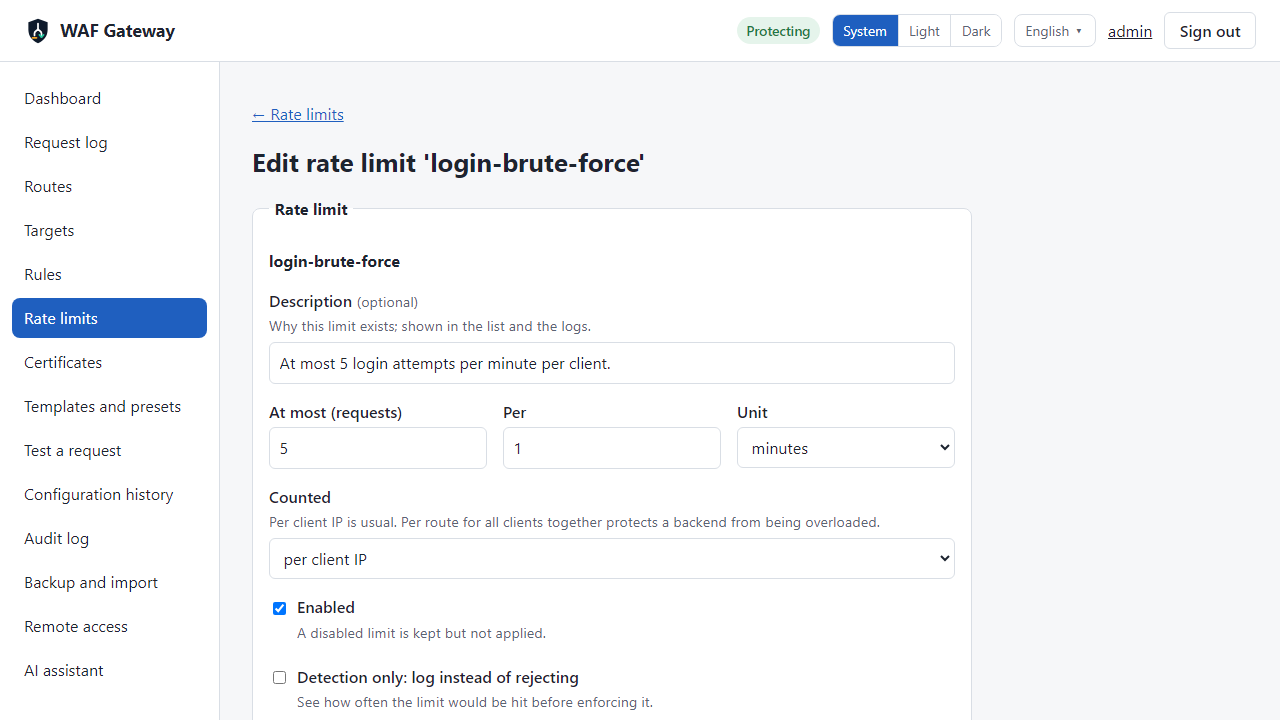 WAF Gateway
Protecting
System
Light
Dark
English
admin
Sign out
Dashboard
Request log
Routes
Targets
Rules
Rate limits
Certificates
Templates and presets
Test a request
Configuration history
Audit log
Backup and import
Remote access
AI assistant
← Rate limits
Edit rate limit 'login-brute-force'
Rate limit
login-brute-force
Description (optional)
Why this limit exists; shown in the list and the logs.
At most 5 login attempts per minute per client.
At most (requests)
Per
Unit
5
1
minutes
Counted
Per client IP is usual. Per route for all clients together protects a backend from being overloaded.
per client IP
Enabled
A disabled limit is kept but not applied.
Detection only: log instead of rejecting
See how often the limit would be hit before enforcing it.